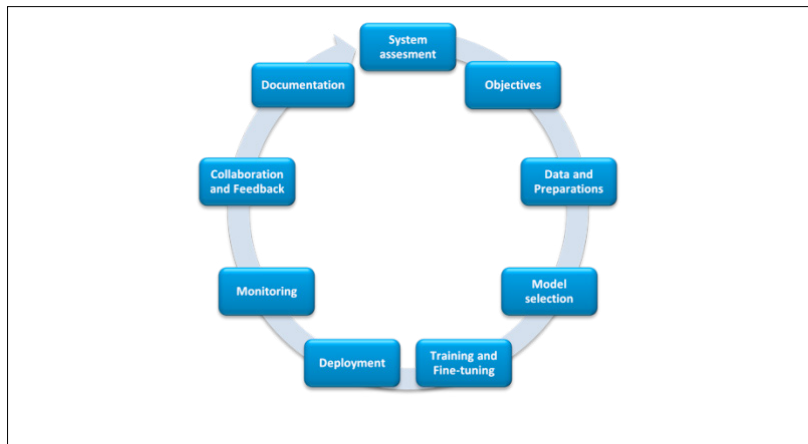 System
assesment
Objectives
Data and
Preparations
Model
selection
Training and
Fine-tuning
Deployment
Monitoring
Collaboration
and Feedback
Documentation